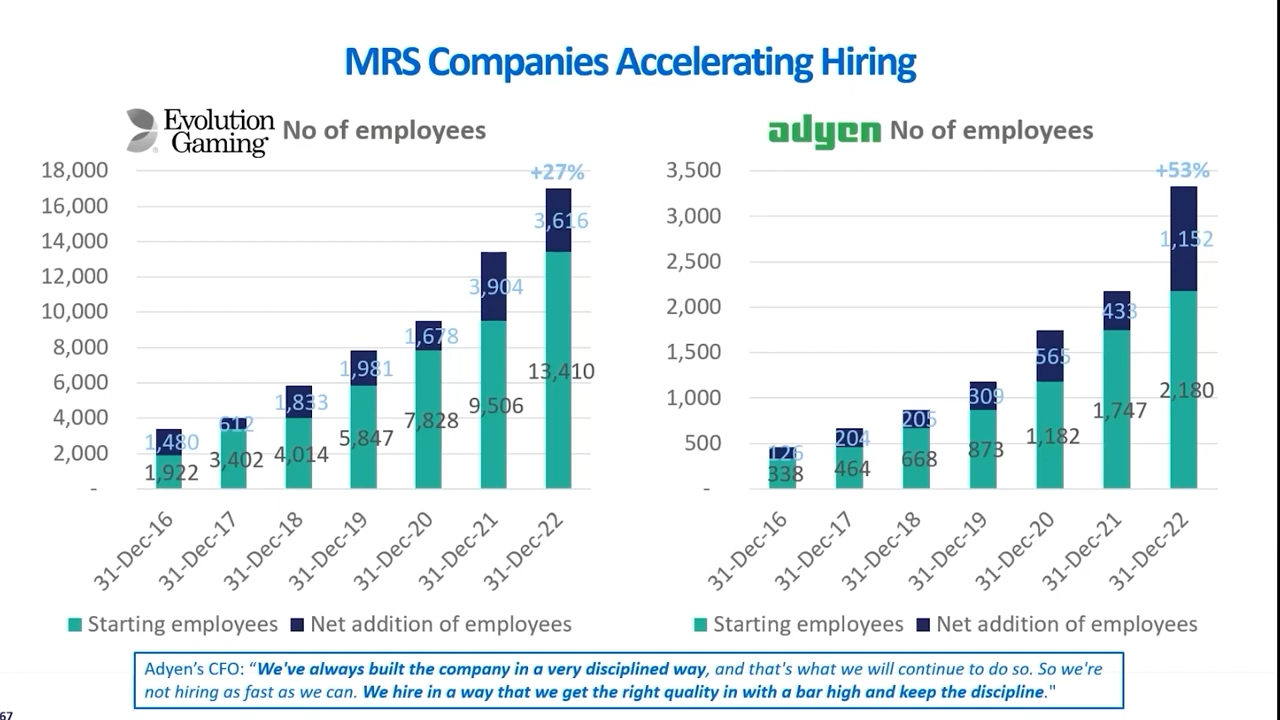 MRS Companies Accelerating Hiring
Evolution
Gaming
No of employees
18,000
16,000
14,000
12,000
10,000
8,000
6,000
4,000
2,000
-
+27%
3,616
3,904
1,678
1,981
1,833
612
1,480
13,410
9,506
7,828
5,847
4,014
3,402
1,922
31-Dec-16
31-Dec-17
31-Dec-18
31-Dec-19
31-Dec-20
31-Dec-21
31-Dec-22
Starting employees
Net addition of employees
adyen No of employees
3,500
3,000
2,500
2,000
1,500
1,000
500
-
+53%
1,152
433
565
309
205
204
126
2,180
1,747
1,182
873
668
464
338
31-Dec-16
31-Dec-17
31-Dec-18
31-Dec-19
31-Dec-20
31-Dec-21
31-Dec-22
Starting employees
Net addition of employees
Adyen’s CFO: “We've always built the company in a very disciplined way, and that's what we will continue to do so. So we're
not hiring as fast as we can. We hire in a way that we get the right quality in with a bar high and keep the discipline."
67